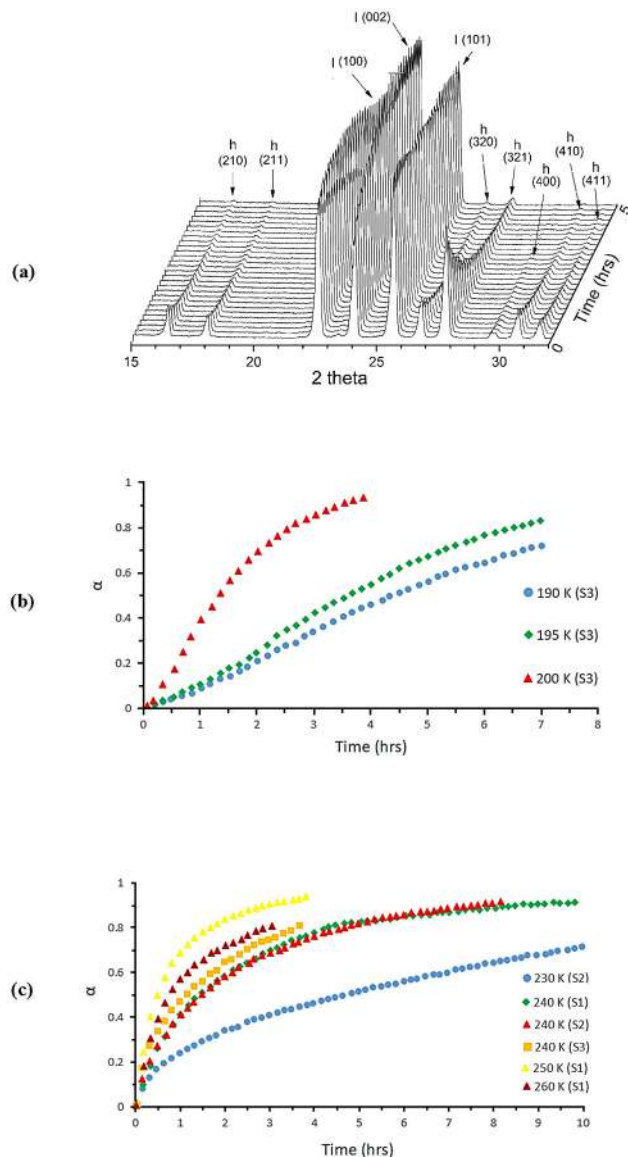 I (002)
I (101)
I (100)
h
(210)
h
(211)
h
(320)
h
(321)
h
(400)
h
(410)
h
(411)
(a)
15
20
25
30
2 theta
0
5
Time (hrs)
(b)
α
1
0.8
0.6
0.4
0.2
0
0 1 2 3 4 5 6 7 8
Time (hrs)
190 K (S3)
195 K (S3)
200 K (S3)
(c)
α
1
0.8
0.6
0.4
0.2
0
0 1 2 3 4 5 6 7 8 9 10
Time (hrs)
230 K (S2)
240 K (S1)
240 K (S2)
240 K (S3)
250 K (S1)
260 K (S1)